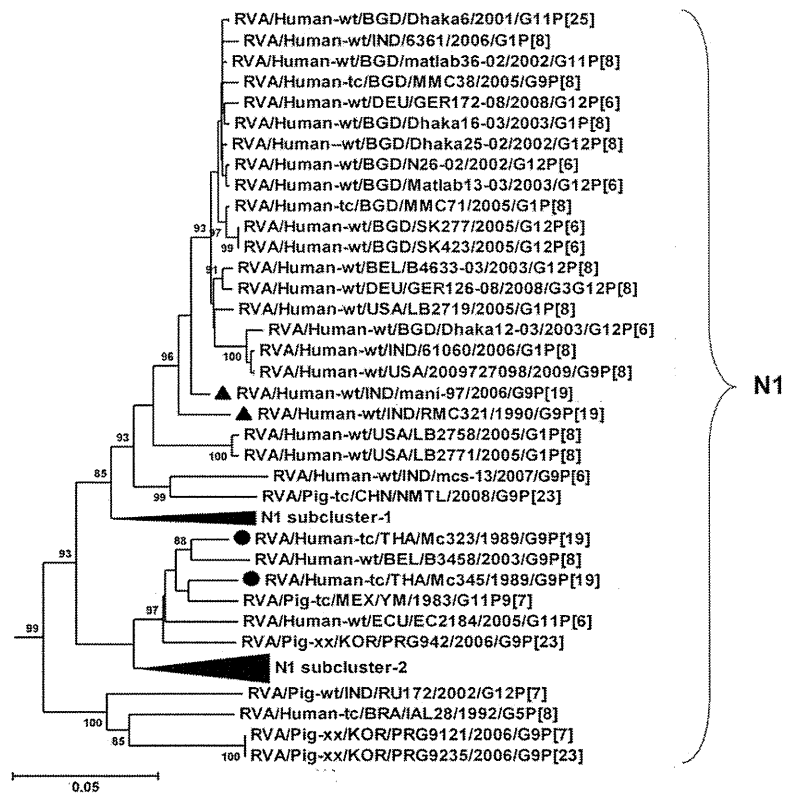 RVA/Human-wt/BGD/Dhaka6/2001/G11P[25]
RVA/Human-wt/IND/6361/2006/G1P[8]
RVA/Human-wt/BGD/matlab36-02/2002/G11P[8]
RVA/Human-tc/BGD/MMC38/2005/G9P[8]
RVA/Human-wt/DEU/GER172-08/2008/G12P[6]
RVA/Human-wt/BGD/Dhaka16-03/2003/G1P[8]
RVA/Human--wt/BGD/Dhaka25-02/2002/G12P[8]
RVA/Human-wt/BGD/N26-02/2002/G12P[6]
RVA/Human-wt/BGD/Matlab13-03/2003/G12P[6]
RVA/Human-tc/BGD/MMC71/2005/G1P[8]
93
97
RVA/Human-wt/BGD/SK277/2005/G12P[6]
99
RVA/Human-wt/BGD/SK423/2005/G12P[6]
91
RVA/Human-wt/BEL/B4633-03/2003/G12P[8]
RVA/Human-wt/DEU/GER126-08/2008/G3G12P[8]
RVA/Human-wt/USA/LB2719/2005/G1P[8]
RVA/Human-wt/BGD/Dhaka12-03/2003/G12P[6]
100
RVA/Human-wt/IND/61060/2006/G1P[8]
96
RVA/Human-wt/USA/2009727098/2009/G9P[8]
N1
RVA/Human-wt/IND/mani-97/2006/G9P[19]
RVA/Human-wt/IND/RMC321/1990/G9P[19]
RVA/Human-wt/USA/LB2758/2005/G1P[8]
93
100
RVA/Human-wt/USA/LB2771/2005/G1P[8]
85
RVA/Human-wt/IND/mcs-13/2007/G9P[6]
99
RVA/Pig-tc/CHN/NMTL/2008/G9P[23]
N1 subcluster-1
88
RVA/Human-tc/THA/Mc323/1989/G9P[19]
93
RVA/Human-wt/BEL/B3458/2003/G9P[8]
RVA/Human-tc/THA/Mc345/1989/G9P[19]
RVA/Pig-tc/MEX/YM/1983/G11P9[7]
97
RVA/Human-wt/ECU/EC2184/2005/G11P[6]
99
RVA/Pig-xx/KOR/PRG942/2006/G9P[23]
N1 subcluster-2
RVA/Pig-wt/IND/RU172/2002/G12P[7]
100
RVA/Human-tc/BRA/IAL28/1992/G5P[8]
85
RVA/Pig-xx/KOR/PRG9121/2006/G9P[7]
100
RVA/Pig-xx/KOR/PRG9235/2006/G9P[23]
0.05